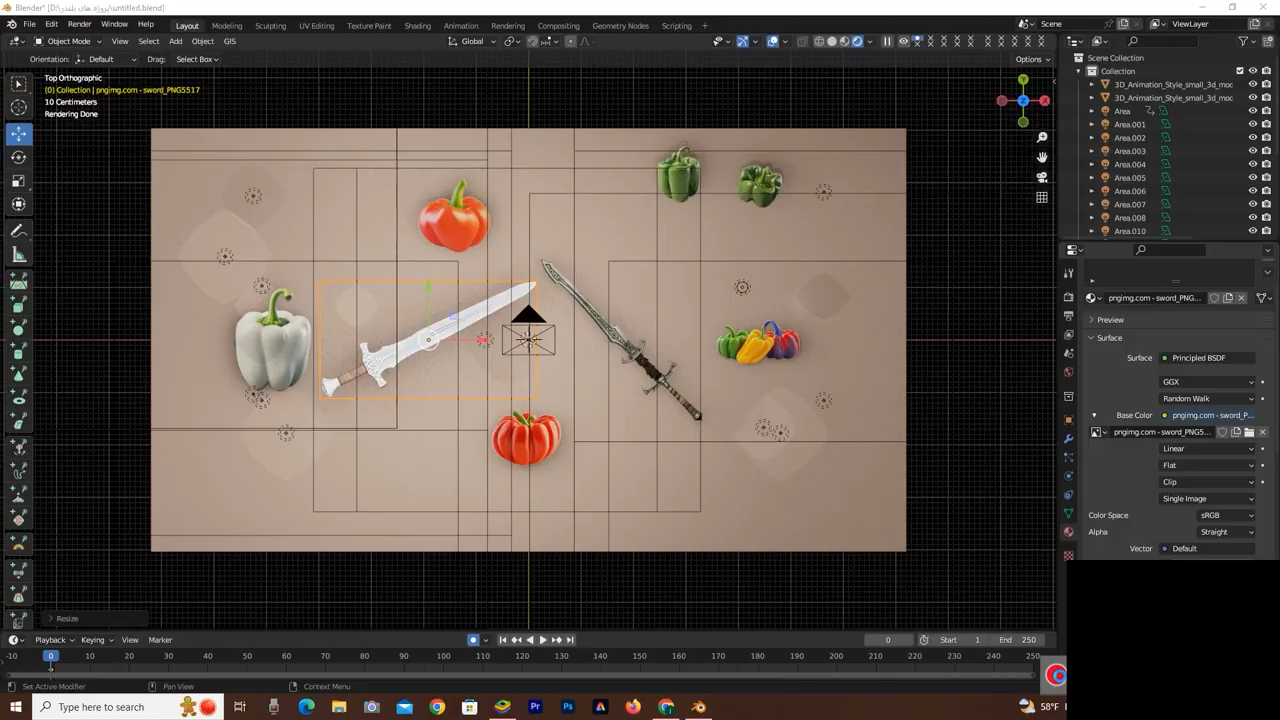 Blender* [D:\پروژه های بلندر\untitled.blend]
File Edit Render Window Help Layout Modeling Sculpting UV Editing Texture Paint Shading Animation Rendering Compositing Geometry Nodes Scripting + Scene ViewLayer
Object Mode View Select Add Object GIS Global
Orientation: Default Drag: Select Box Options
Top Orthographic
(0) Collection | pngimg.com - sword_PNG5517
10 Centimeters
Rendering Done
Y
Z
X
Scene Collection
Collection
3D_Animation_Style_small_3d_moc
3D_Animation_Style_small_3d_moc
Area
Area.001
Area.002
Area.003
Area.004
Area.005
Area.006
Area.007
Area.008
Area.010
pngimg.com - sword_PNG...
Preview
Surface
Surface: Principled BSDF
GGX
Random Walk
Base Color pngimg.com - sword_P...
pngimg.com - sword_PNG5...
Linear
Flat
Clip
Single Image
Color Space sRGB
Alpha Straight
Vector Default
Resize
Playback Keying View Marker 0 Start 1 End 250
-10 0 10 20 30 40 50 60 70 80 90 100 110 120 130 140 150 160 170 180 190 200 210 220 230 240 250
Set Active Modifier Pan View Context Menu
Type here to search Pr Ps 58°F